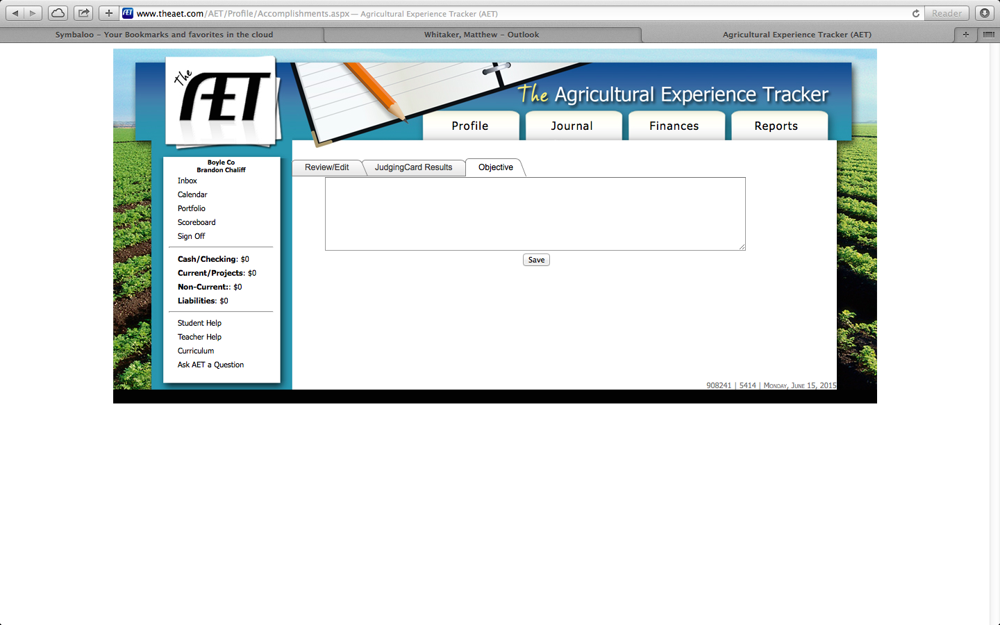 www.theaet.com/AET/Profile/Accomplishments.aspx — Agricultural Experience Tracker (AET)
Reader
Symbaloo – Your Bookmarks and favorites in the cloud
Whitaker, Matthew – Outlook
Agricultural Experience Tracker (AET)
The AET
The Agricultural Experience Tracker
Profile
Journal
Finances
Reports
Boyle Co
Brandon Chaliff
Inbox
Calendar
Portfolio
Scoreboard
Sign Off
Cash/Checking: $0
Current/Projects: $0
Non-Current:: $0
Liabilities: $0
Student Help
Teacher Help
Curriculum
Ask AET a Question
Review/Edit
JudgingCard Results
Objective
Save
908241 | 5414 | Monday, June 15, 2015